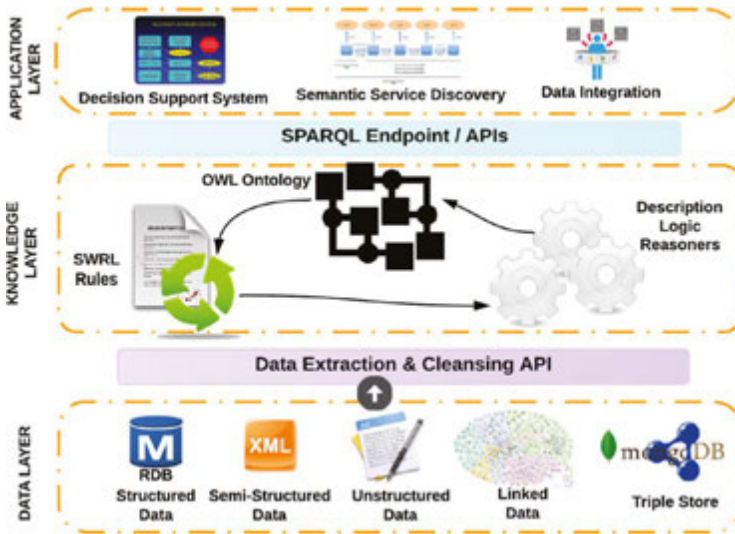 APPLICATION
LAYER
Decision Support System
Semantic Service Discovery
Data Integration
SPARQL Endpoint / APIs
KNOWLEDGE
LAYER
OWL Ontology
SWRL
Rules
Description
Logic
Reasoners
Data Extraction & Cleansing API
DATA LAYER
M
RDB
Structured
Data
XML
Semi-Structured
Data
Unstructured
Data
Linked
Data
mongoDB
Triple Store